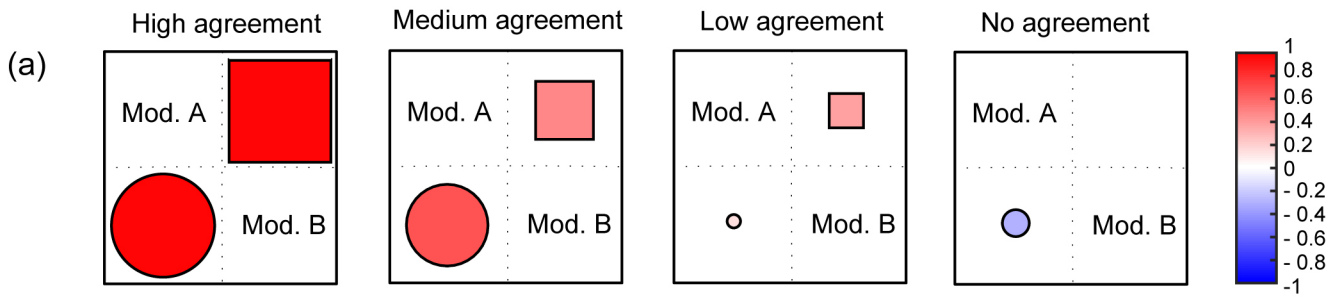 High agreement
Medium agreement
Low agreement
No agreement
(a)
Mod. A
Mod. B
Mod. A
Mod. B
Mod. A
Mod. B
Mod. A
Mod. B
1
0.8
0.6
0.4
0.2
0
- 0.2
- 0.4
- 0.6
- 0.8
-1